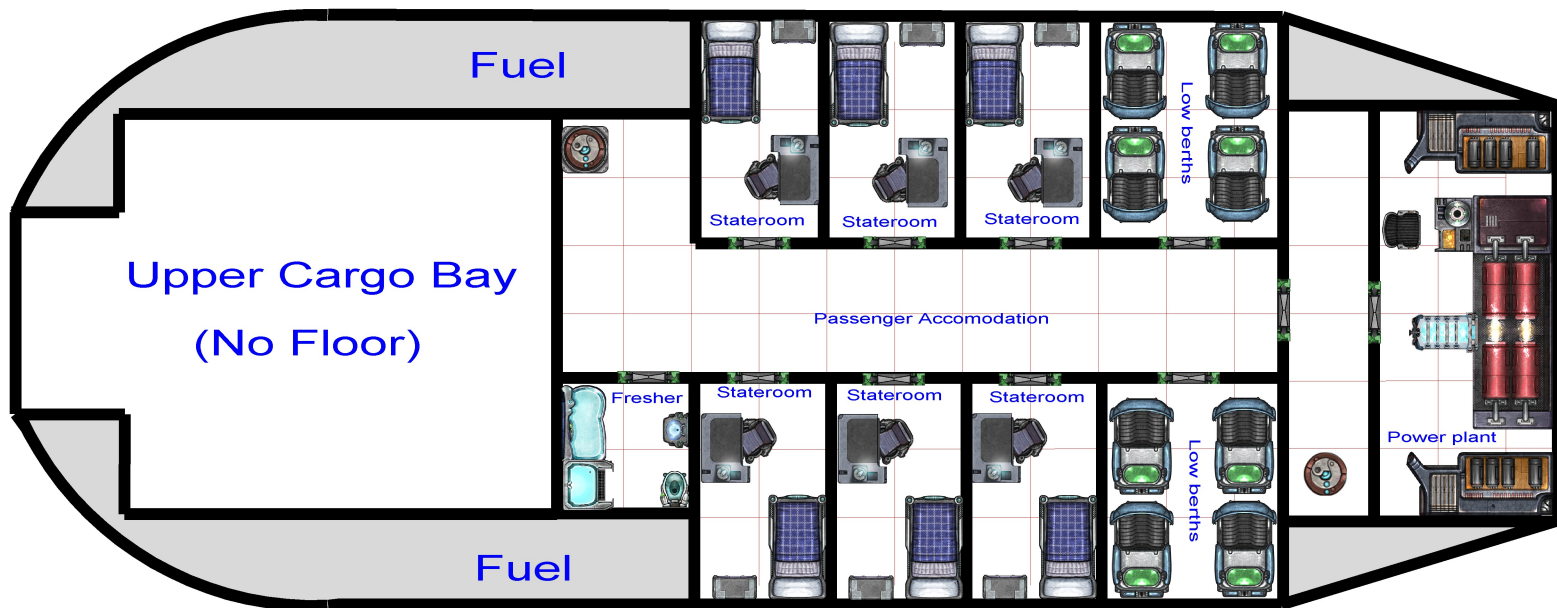 Fuel
Low berths
Stateroom
Stateroom
Stateroom
Upper Cargo Bay
(No Floor)
Passenger Accomodation
Fresher
Stateroom
Stateroom
Stateroom
Low berths
Power plant
Fuel